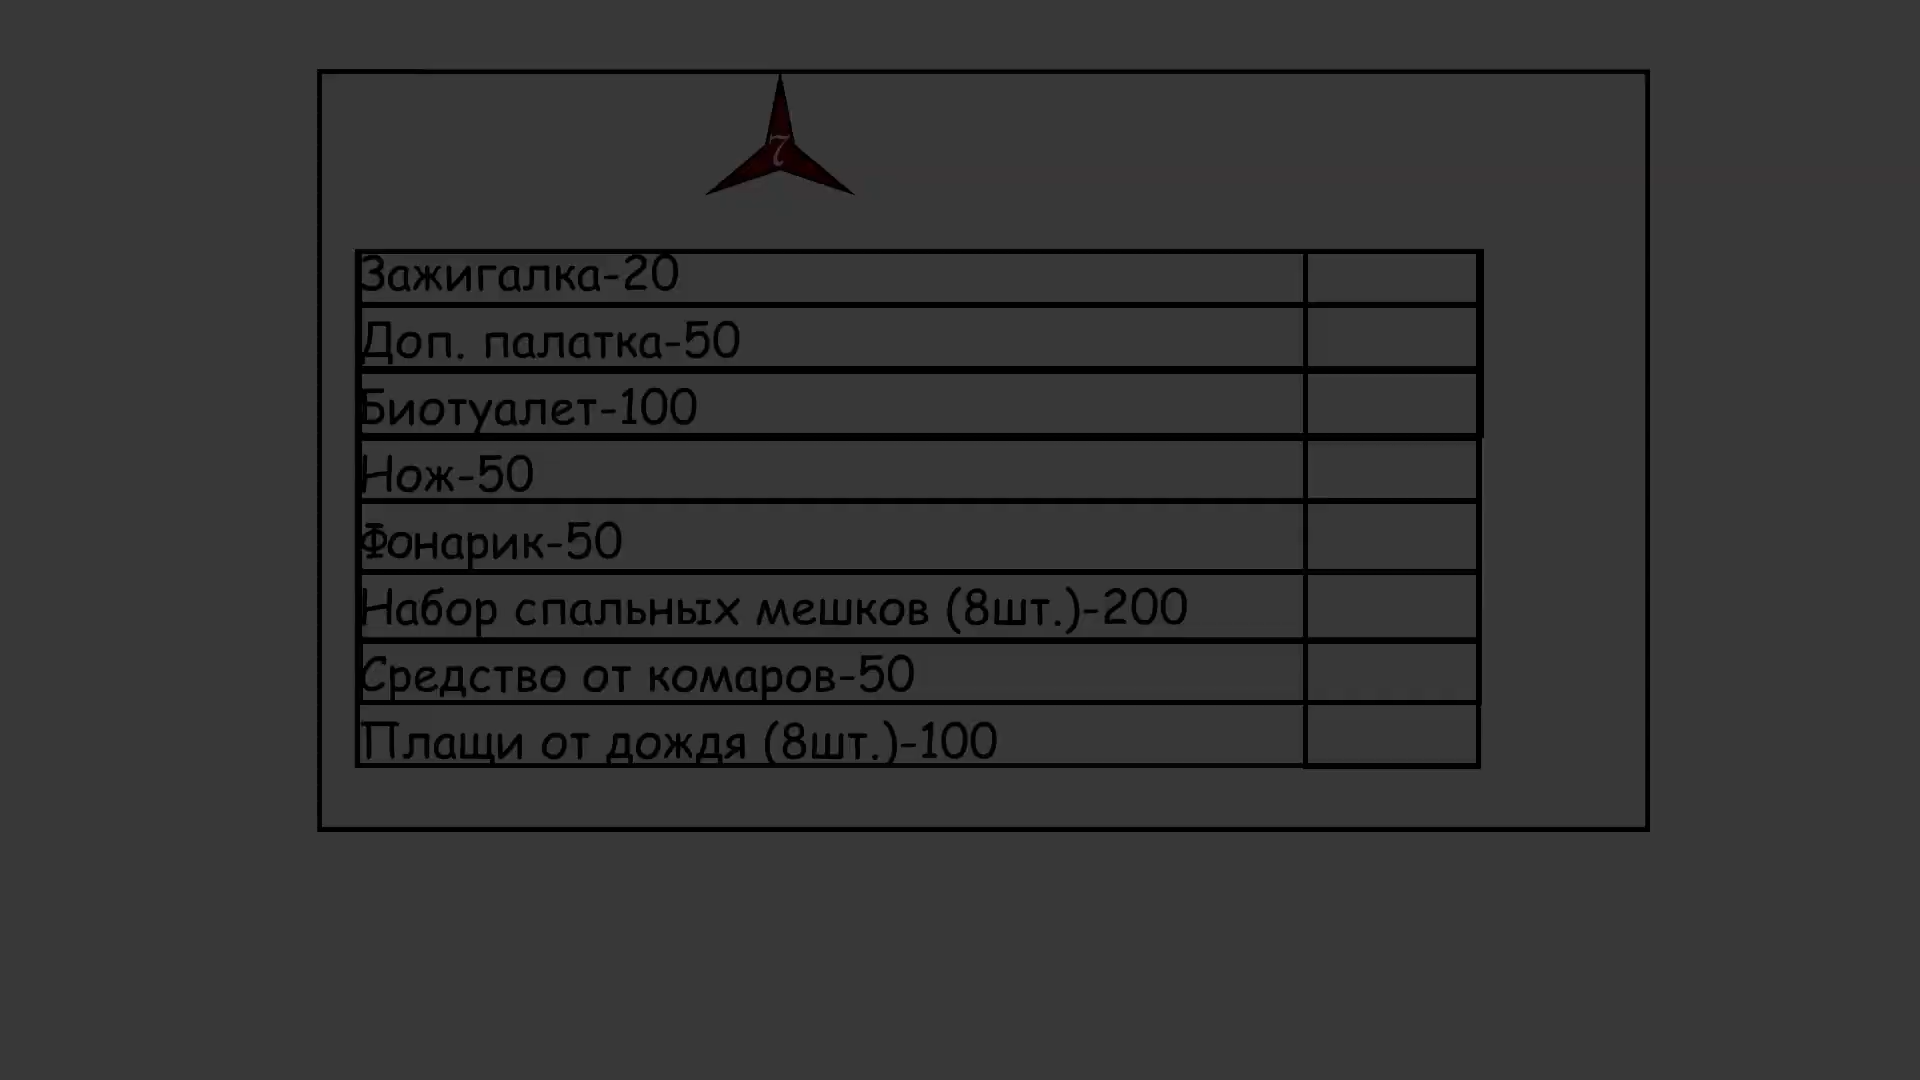 7
Зажигалка-20
Доп. палатка-50
Биотуалет-100
Нож-50
Фонарик-50
Набор спальных мешков (8шт.)-200
Средство от комаров-50
Плащи от дождя (8шт.)-100